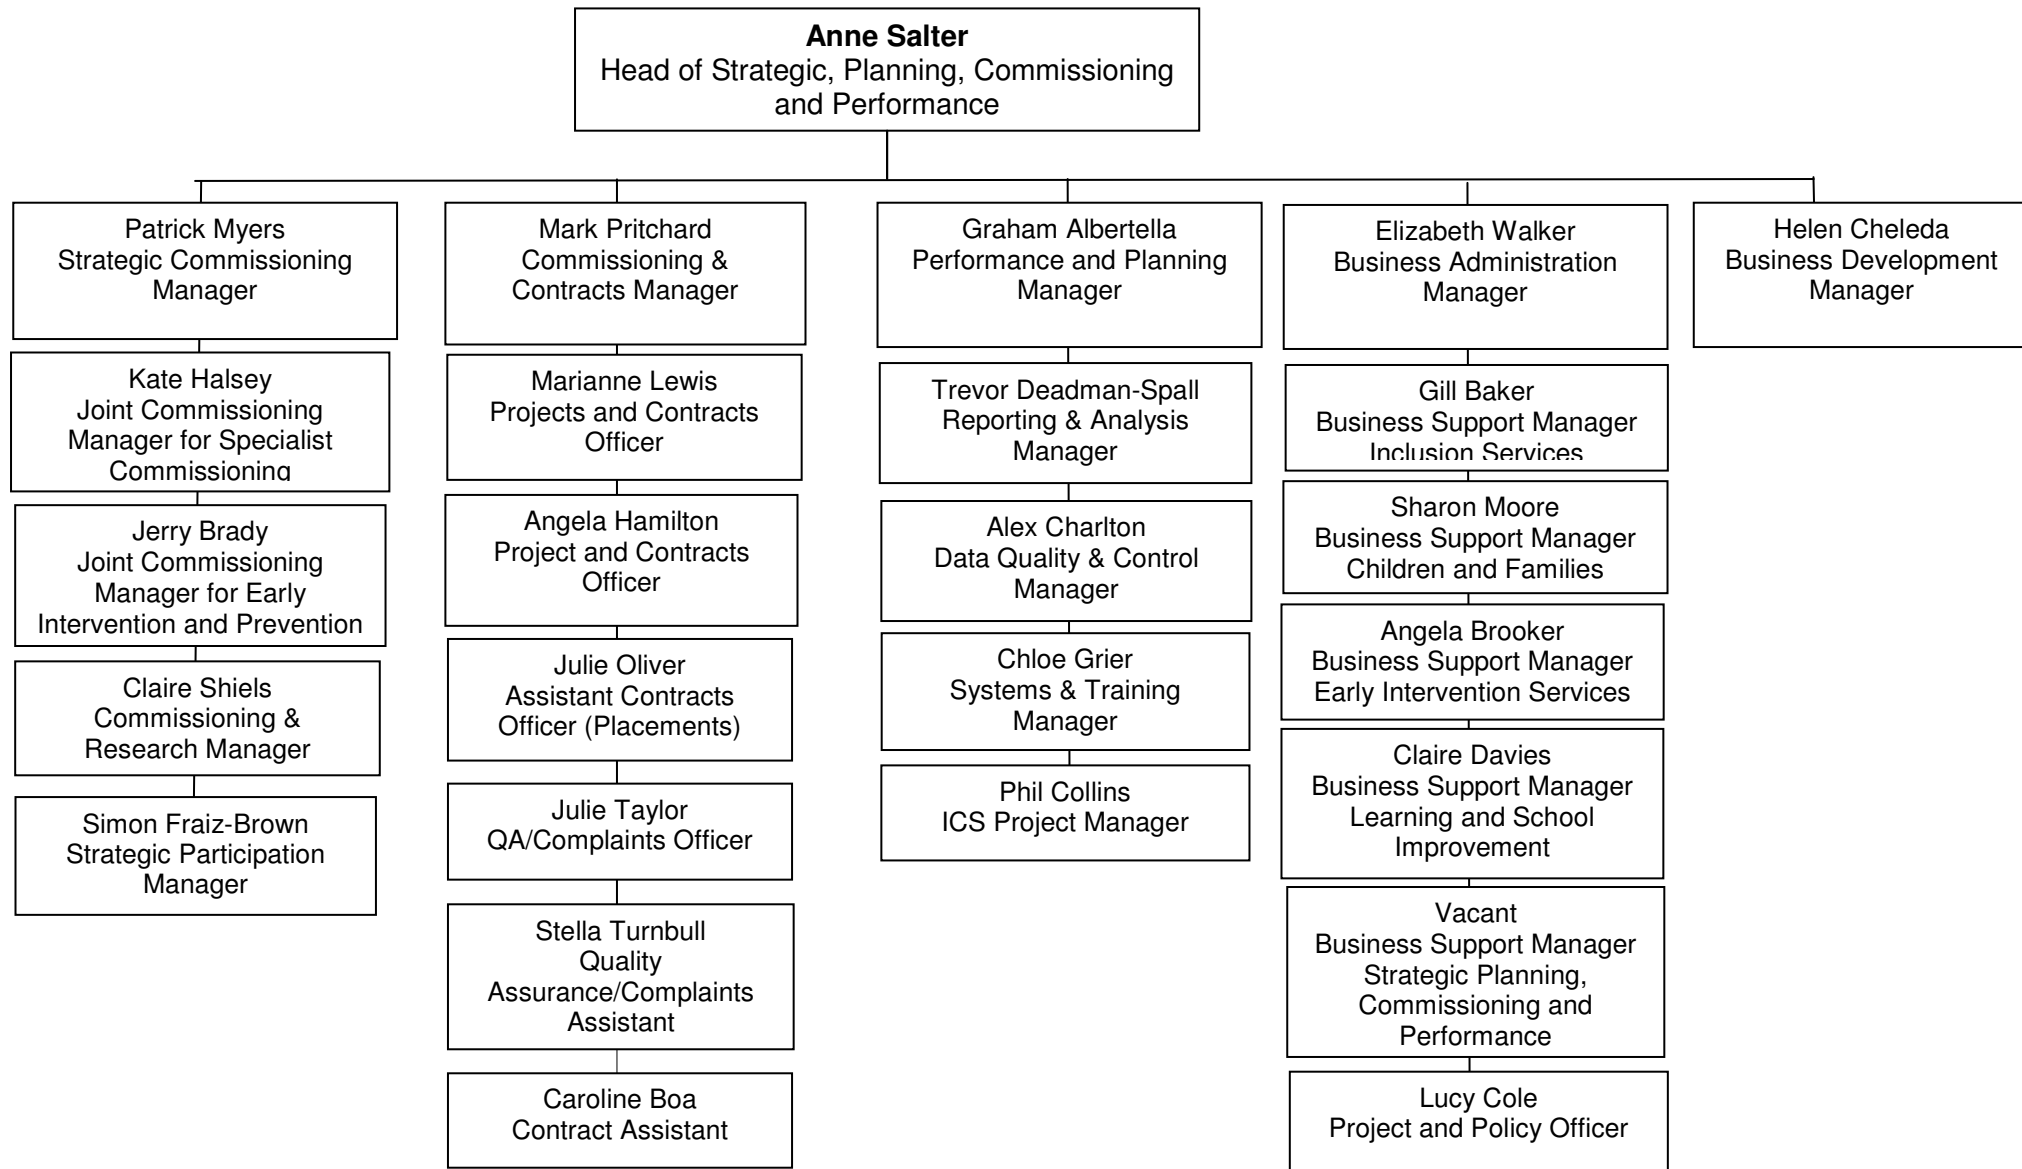 Anne Salter
Head of Strategic, Planning, Commissioning
and Performance
Patrick Myers
Strategic Commissioning
Manager
Kate Halsey
Joint Commissioning
Manager for Specialist
Commissioning
Jerry Brady
Joint Commissioning
Manager for Early
Intervention and Prevention
Claire Shiels
Commissioning &
Research Manager
Simon Fraiz-Brown
Strategic Participation
Manager
Mark Pritchard
Commissioning &
Contracts Manager
Marianne Lewis
Projects and Contracts
Officer
Angela Hamilton
Project and Contracts
Officer
Julie Oliver
Assistant Contracts
Officer (Placements)
Julie Taylor
QA/Complaints Officer
Stella Turnbull
Quality
Assurance/Complaints
Assistant
Caroline Boa
Contract Assistant
Graham Albertella
Performance and Planning
Manager
Trevor Deadman-Spall
Reporting & Analysis
Manager
Alex Charlton
Data Quality & Control
Manager
Chloe Grier
Systems & Training
Manager
Phil Collins
ICS Project Manager
Elizabeth Walker
Business Administration
Manager
Gill Baker
Business Support Manager
Inclusion Services
Sharon Moore
Business Support Manager
Children and Families
Angela Brooker
Business Support Manager
Early Intervention Services
Claire Davies
Business Support Manager
Learning and School
Improvement
Vacant
Business Support Manager
Strategic Planning,
Commissioning and
Performance
Lucy Cole
Project and Policy Officer
Helen Cheleda
Business Development
Manager